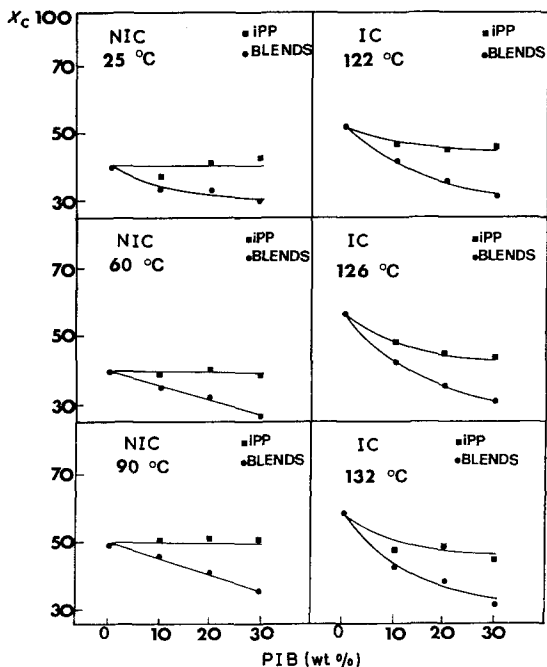 Xc
100
70
50
30
NIC
25 °C
■ iPP
● BLENDS
IC
122 °C
■ iPP
● BLENDS
70
50
30
NIC
60 °C
■ iPP
● BLENDS
IC
126 °C
■ iPP
● BLENDS
70
50
30
NIC
90 °C
■ iPP
● BLENDS
IC
132 °C
■ iPP
● BLENDS
0 10 20 30 0 10 20 30
PIB (wt %)